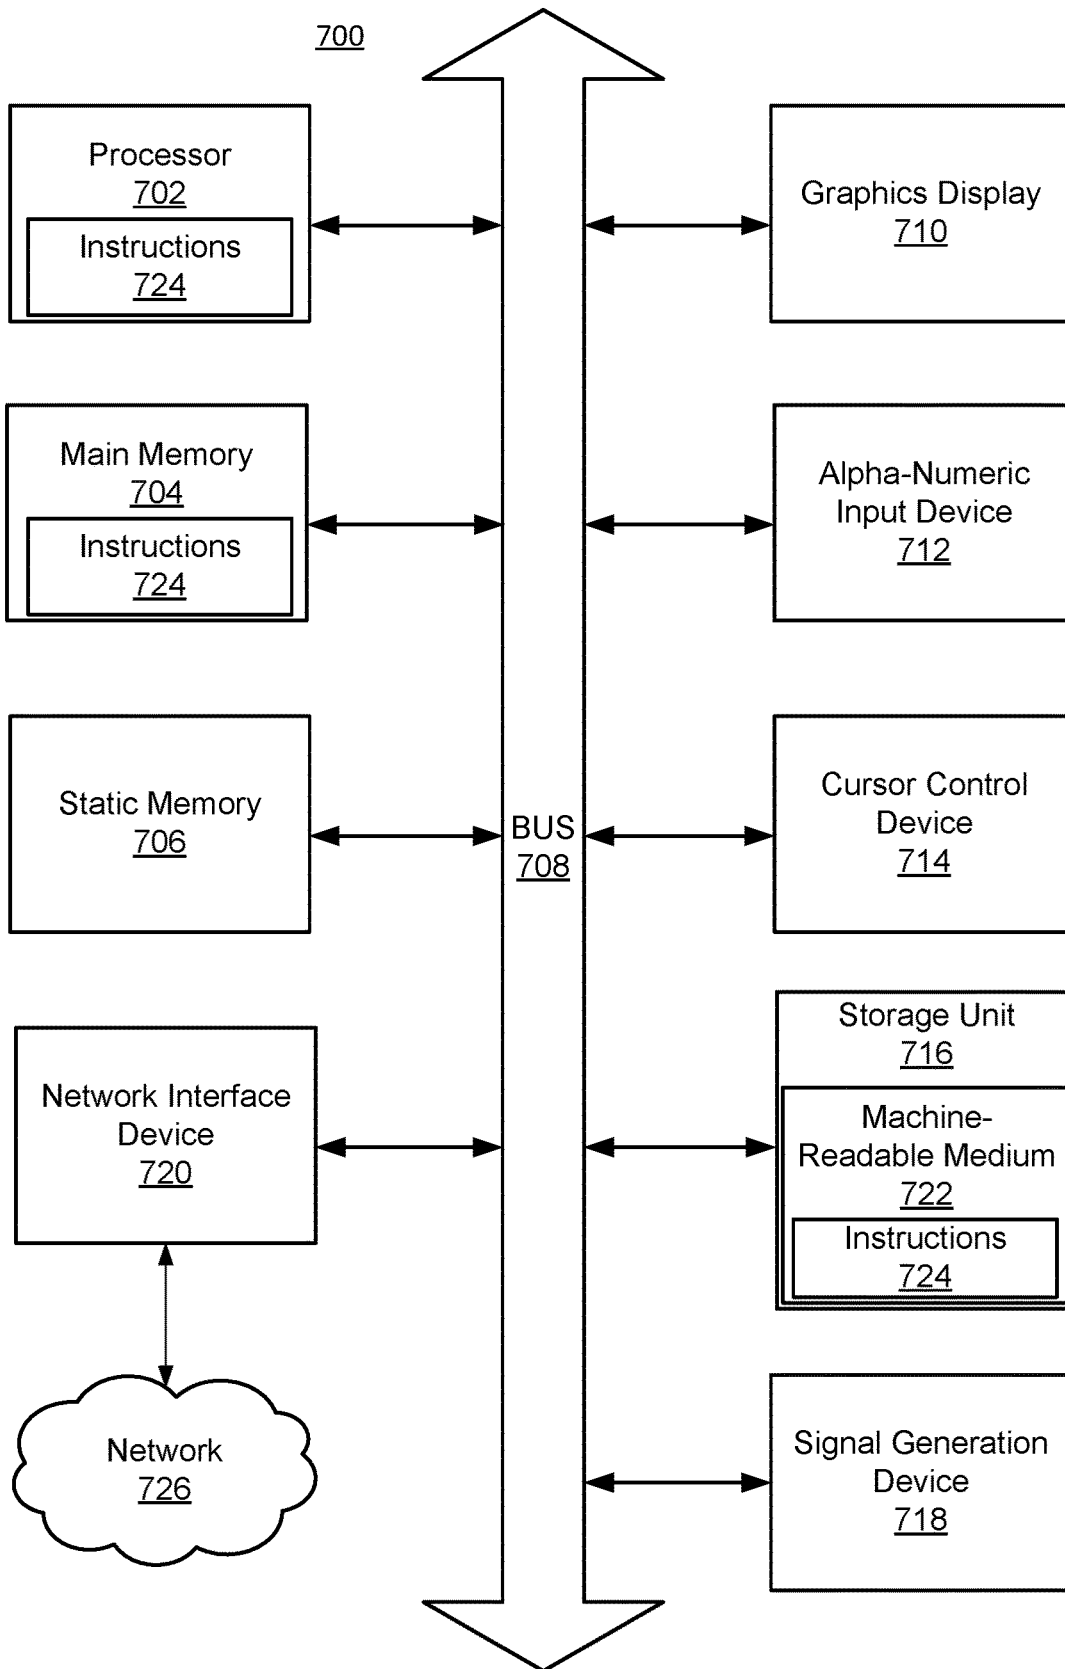 700
Processor
702
Instructions
724
Main Memory
704
Instructions
724
Static Memory
706
Network Interface
Device
720
Network
726
BUS
708
Graphics Display
710
Alpha-Numeric
Input Device
712
Cursor Control
Device
714
Storage Unit
716
Machine-
Readable Medium
722
Instructions
724
Signal Generation
Device
718